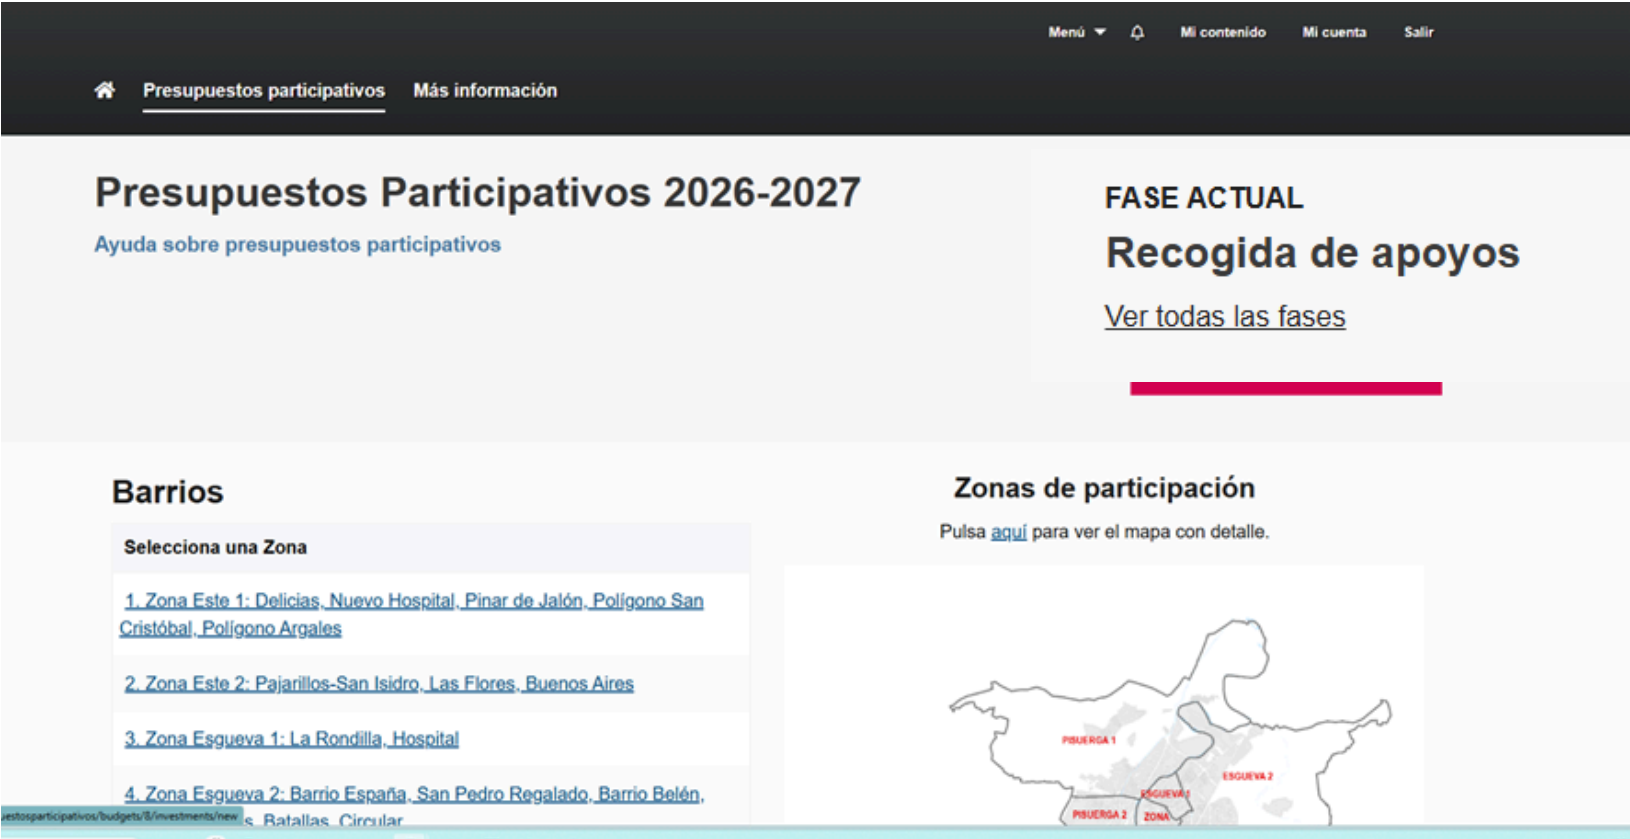 Menú Mi contenido Mi cuenta Salir
Presupuestos participativos Más información
Presupuestos Participativos 2026-2027
Ayuda sobre presupuestos participativos
FASE ACTUAL
Recogida de apoyos
Ver todas las fases
Barrios
Selecciona una Zona
1. Zona Este 1: Delicias, Nuevo Hospital, Pinar de Jalón, Polígono San
Cristóbal, Polígono Argales
2. Zona Este 2: Pajarillos-San Isidro, Las Flores, Buenos Aires
3. Zona Esgueva 1: La Rondilla, Hospital
4. Zona Esgueva 2: Barrio España, San Pedro Regalado, Barrio Belén,
Batallas, Circular
uestosparticipativos/budgets/8/investments/new
Zonas de participación
Pulsa aquí para ver el mapa con detalle.
PISUERGA 1
ESGUEVA 2
ESGUEVA 1
PISUERGA 2
ZONA